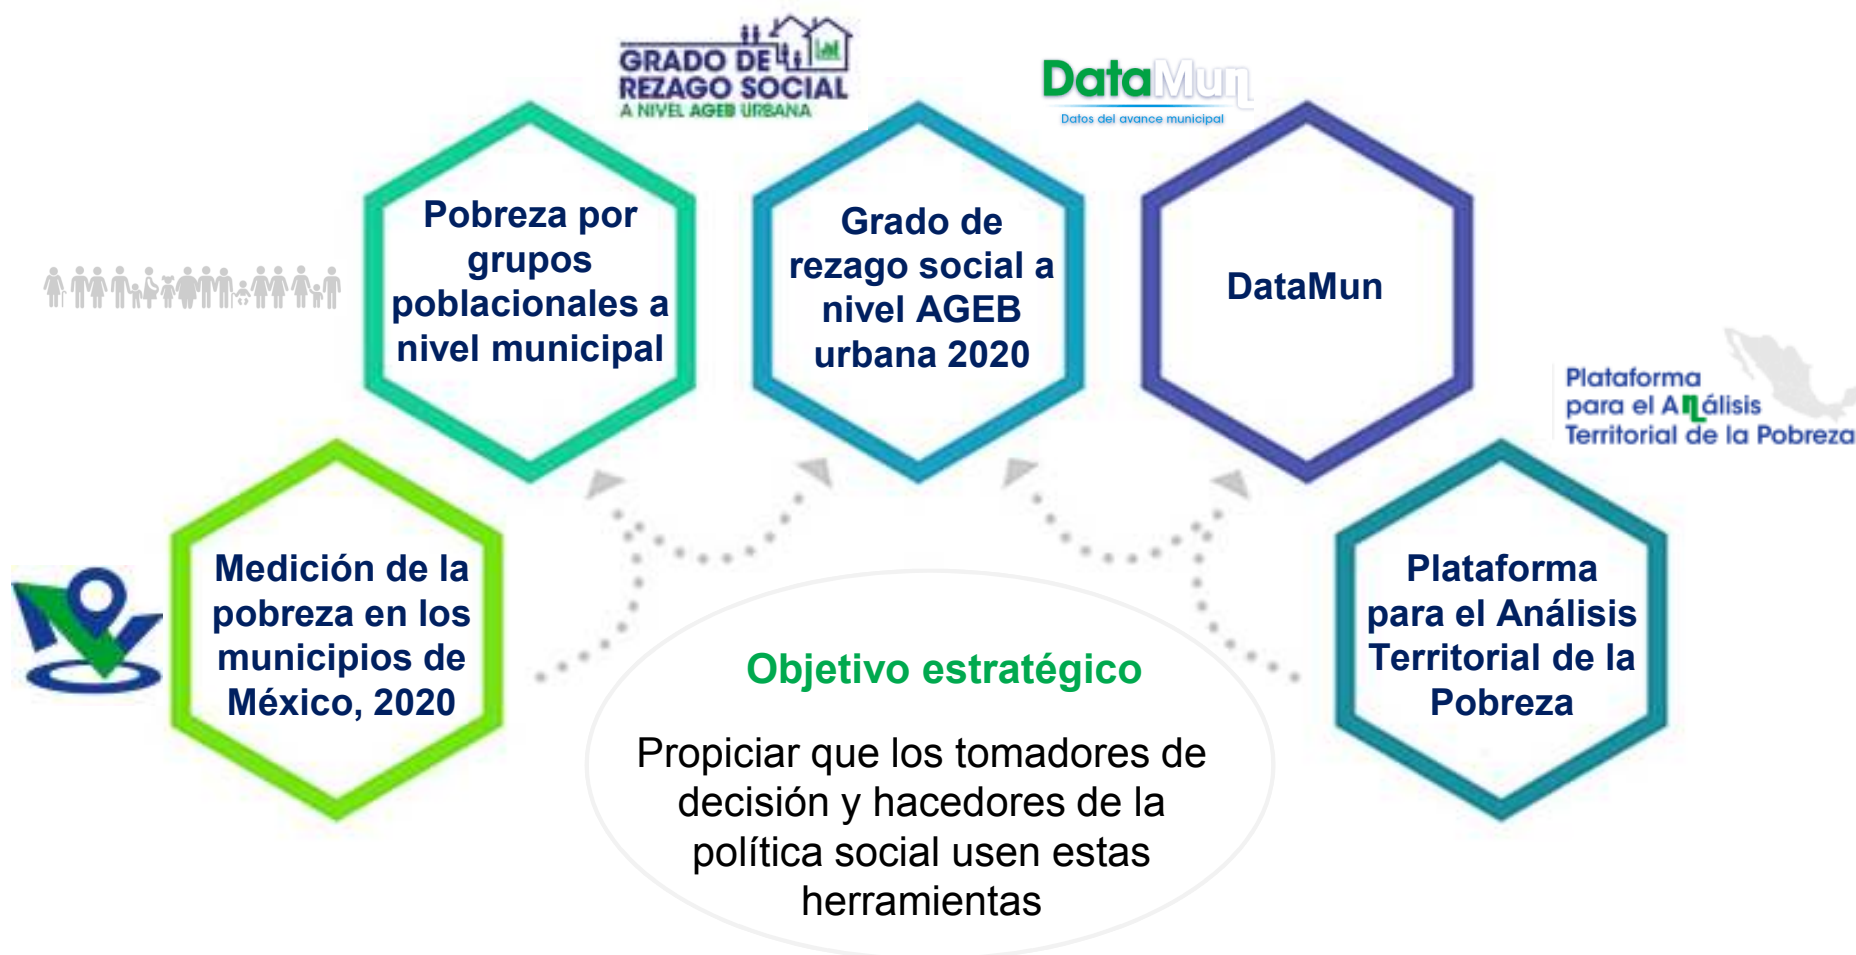 GRADO DE
REZAGO SOCIAL
A NIVEL AGEB URBANA
DataMun
Datos del avance municipal
Pobreza por
grupos
poblacionales a
nivel municipal
Grado de
rezago social a
nivel AGEB
urbana 2020
DataMun
Plataforma
para el Análisis
Territorial de la Pobreza
Medición de la
pobreza en los
municipios de
México, 2020
Plataforma
para el Análisis
Territorial de la
Pobreza
Objetivo estratégico
Propiciar que los tomadores de
decisión y hacedores de la
política social usen estas
herramientas